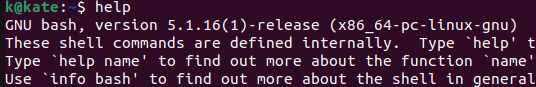 k@kate:~$ help
GNU bash, version 5.1.16(1)-release (x86_64-pc-linux-gnu)
These shell commands are defined internally.  Type `help' t
Type `help name' to find out more about the function `name'
Use `info bash' to find out more about the shell in general